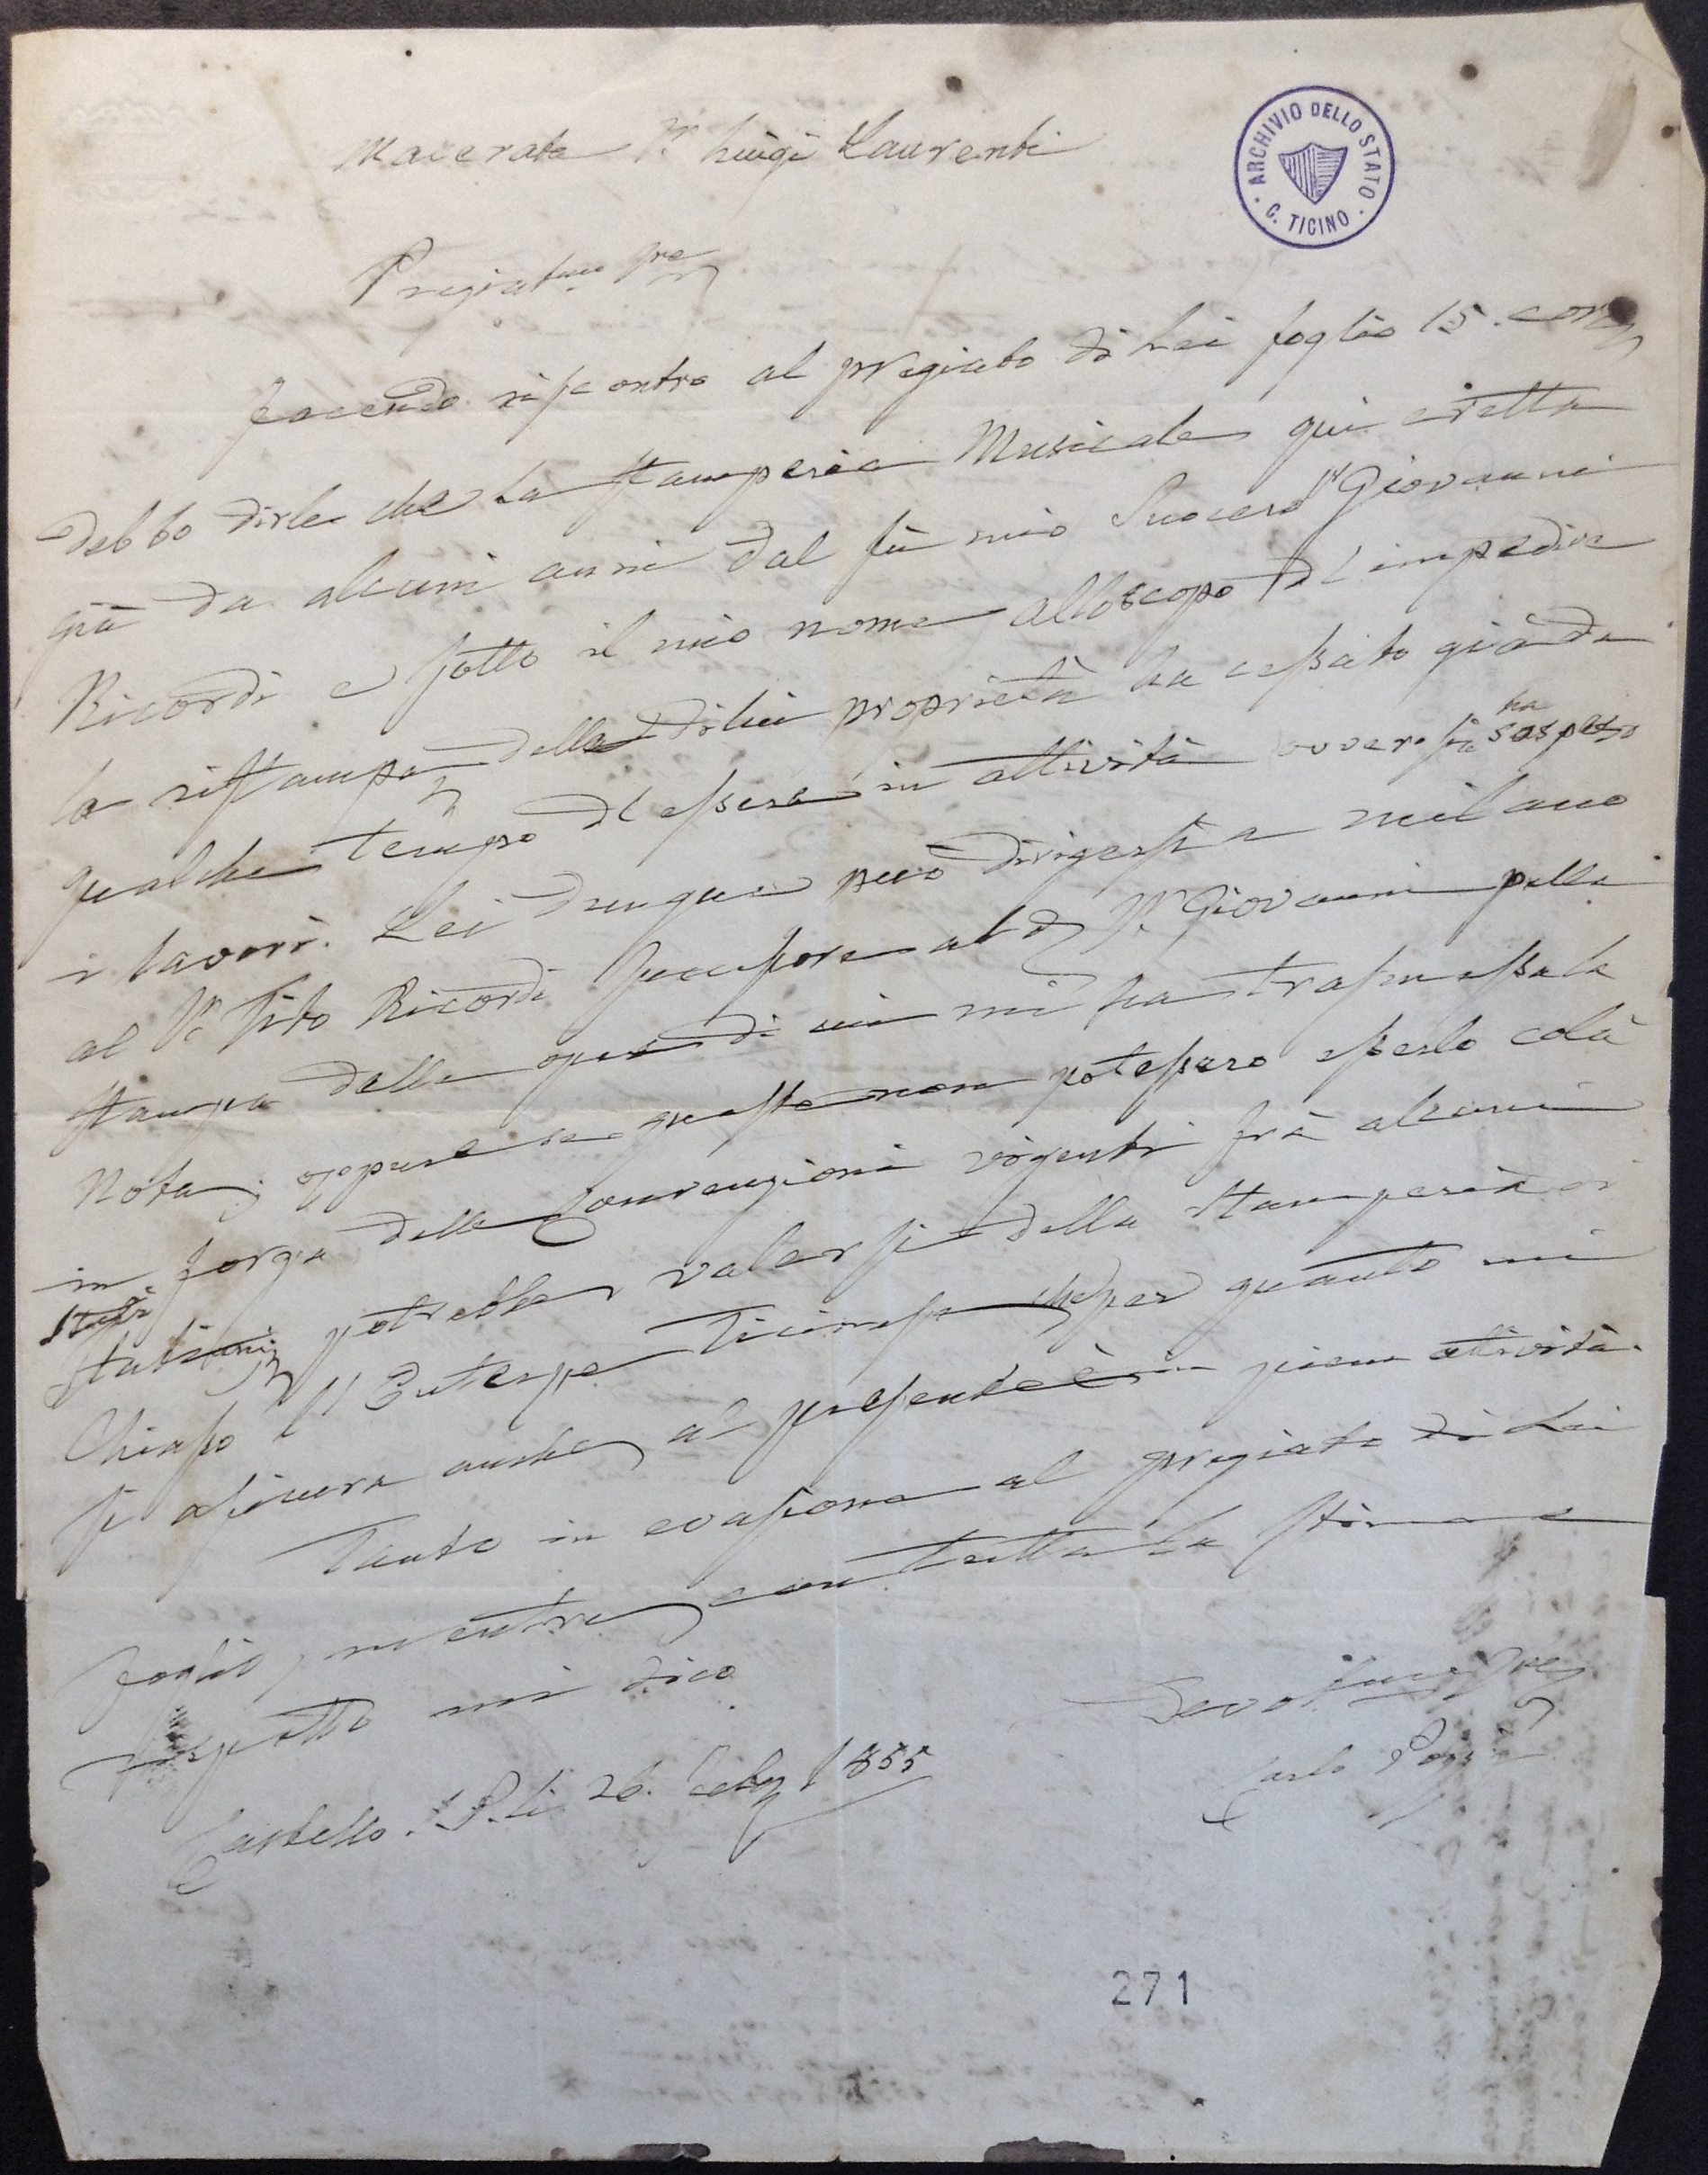 Macerata Sr. Luigi Laurenti
ARCHIVIO DELLO STATO
C. TICINO
Pregiatmo Sre
Facendo riscontro al pregiato di Lei foglio 15. corr
debbo dirle che la Stamperia Musicale qui eretta
già da alcuni anni dal fù mio Suocero Sr Giovanni
Ricordi e sotto il mio nome allo scopo d'impedire
la ristampa delle di lui proprietà ha cessato già da
qualche tempo di essere in attività ovvero ha sospeso
i lavori. Lei dunque può dirigersi a Milano
al Sr. Tito Ricordi Successore al Sr. Giovanni pella
stampa delle opere di cui mi ha trasmessa la
Nota; oppure se queste non potessero esserlo colà
in forza delle Convenzioni vigenti frà alcuni
Stati
potrebbe valersi della Stamperia di
Chiasso l'Euterpe Ticinese che per quanto mi
si assicura anche al presente è in piena attività.
Tanto in evasione al pregiato di Lei
foglio, mentre con tutta la stima e
rispetto mi dico
Devotmo Sre
Carlo Pozzi
Castello S. P. li 26. 1855
271